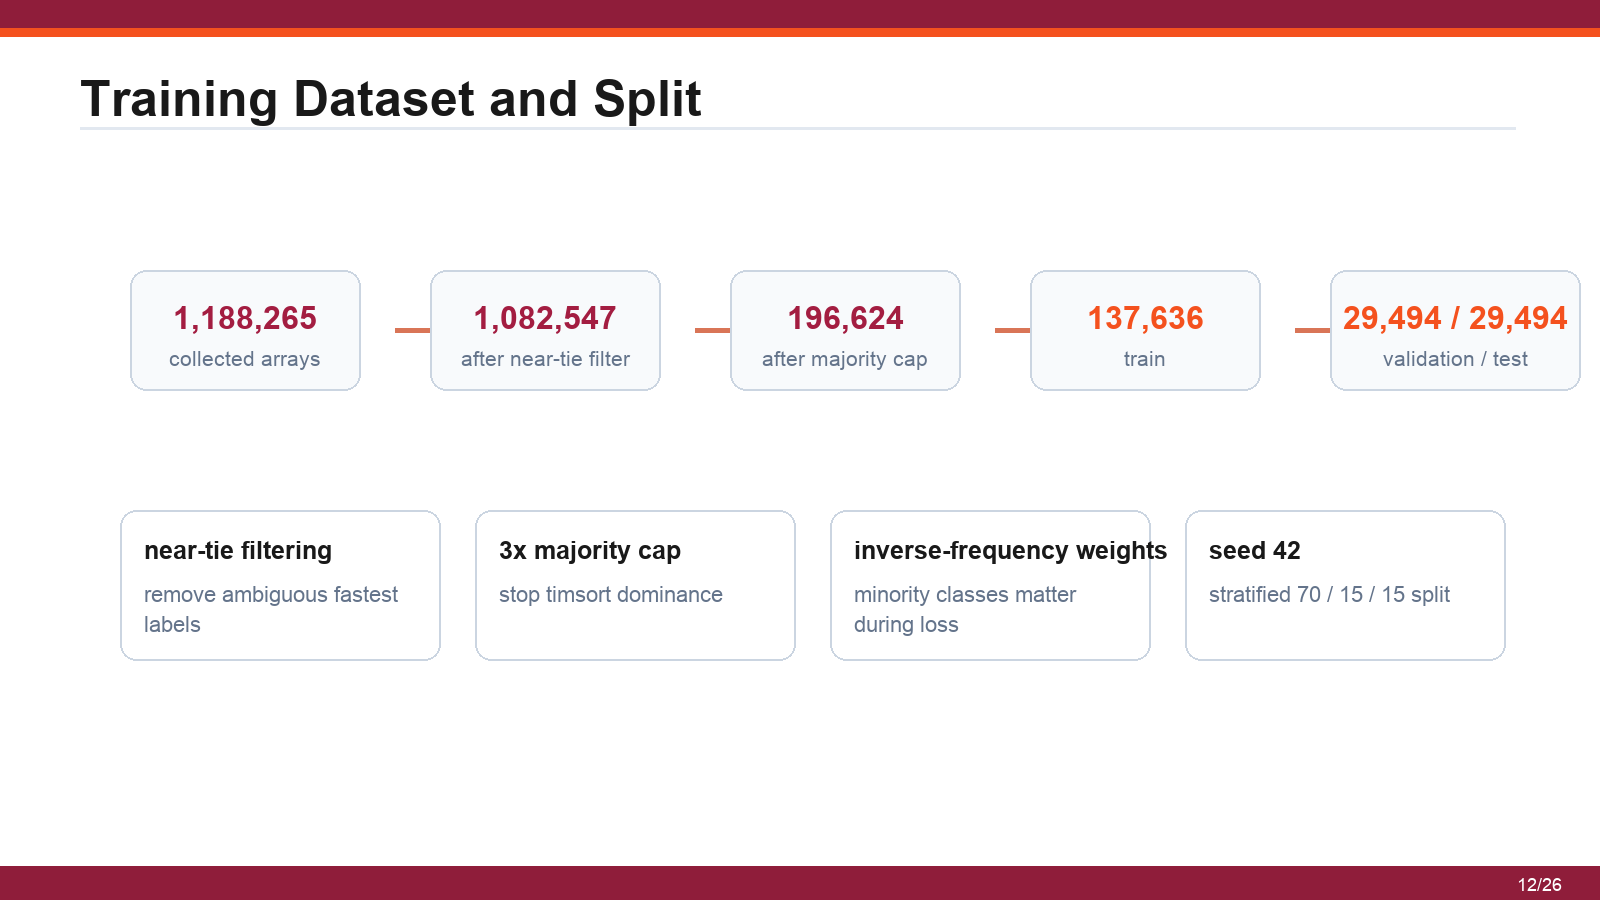 Training Dataset and Split
1,188,265
collected arrays
1,082,547
after near-tie filter
196,624
after majority cap
137,636
train
29,494 / 29,494
validation / test
near-tie filtering
remove ambiguous fastest
labels
3x majority cap
stop timsort dominance
inverse-frequency weights
minority classes matter
during loss
seed 42
stratified 70 / 15 / 15 split
12/26